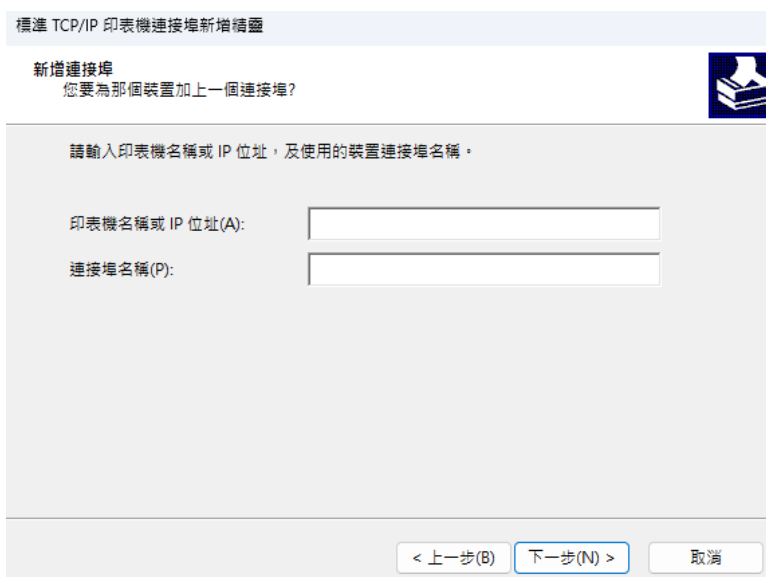 標準 TCP/IP 印表機連接埠新增精靈
新增連接埠
您要為那個裝置加上一個連接埠?
請輸入印表機名稱或 IP 位址，及使用的裝置連接埠名稱。
印表機名稱或 IP 位址(A):
連接埠名稱(P):
< 上一步(B)
下一步(N) >
取消